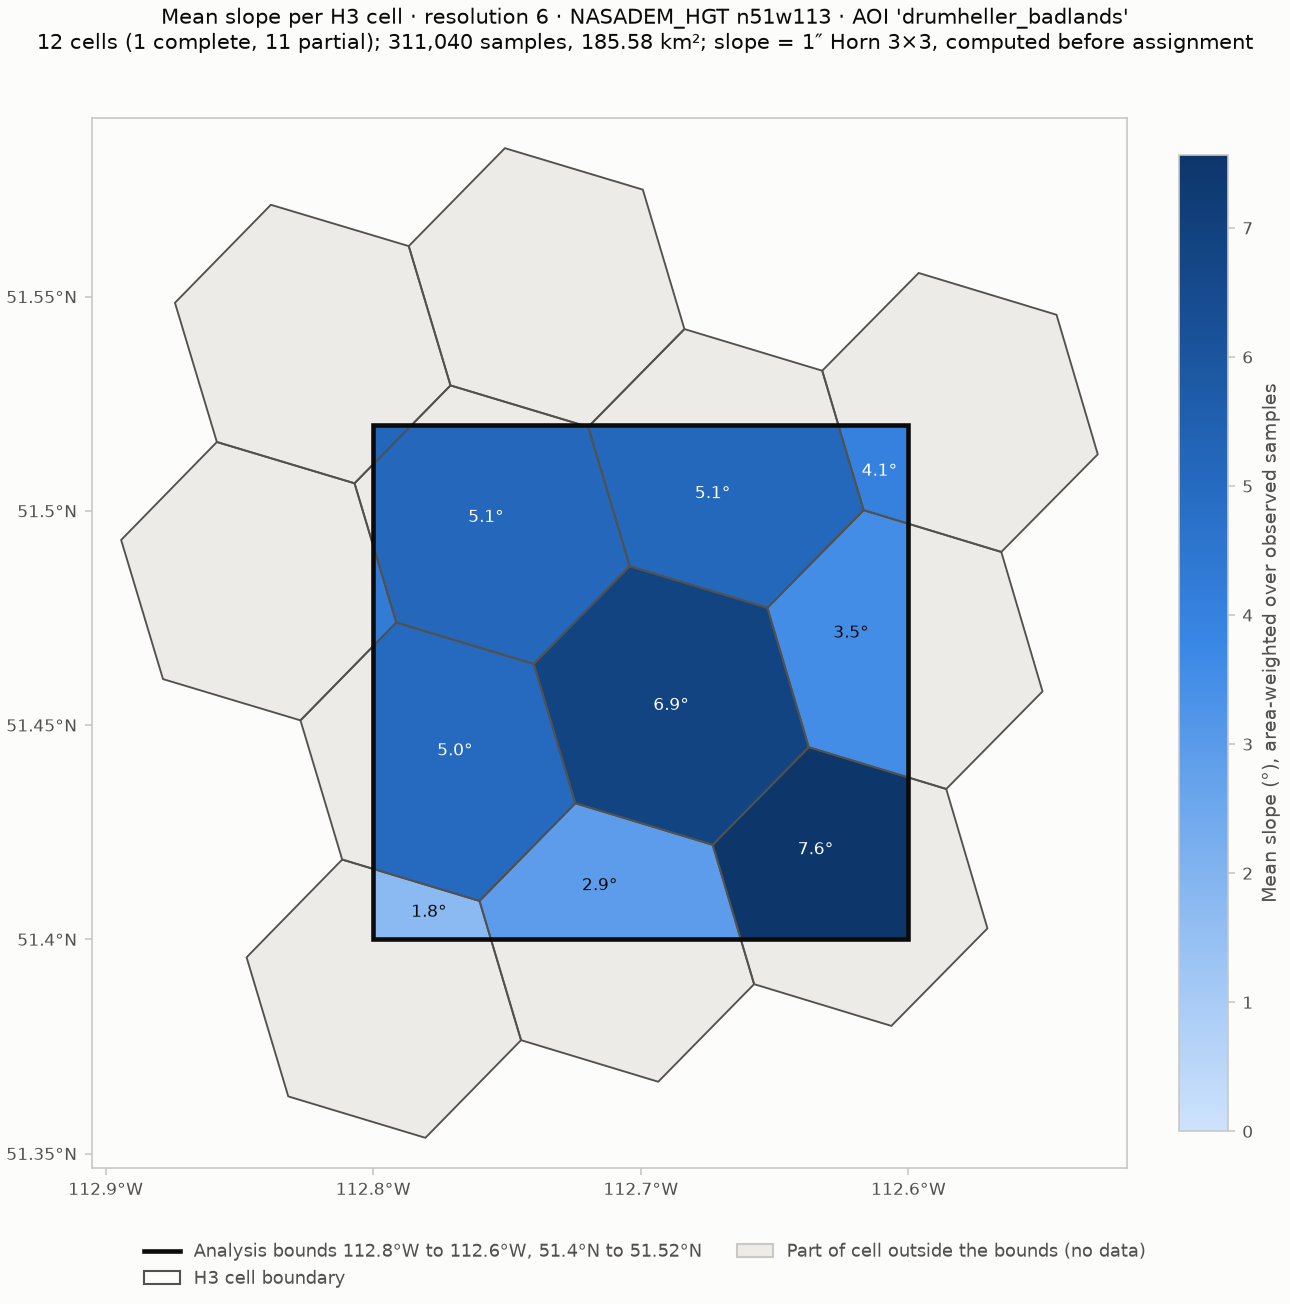 Mean slope per H3 cell · resolution 6 · NASADEM_HGT n51w113 · AOI 'drumheller_badlands'
12 cells (1 complete, 11 partial); 311,040 samples, 185.58 km²; slope = 1″ Horn 3×3, computed before assignment
51.55°N
51.5°N
51.45°N
51.4°N
51.35°N
4.1°
5.1°
5.1°
3.5°
6.9°
5.0°
7.6°
2.9°
1.8°
112.9°W
112.8°W
112.7°W
112.6°W
7
6
5
4
3
2
1
0
Mean slope (°), area-weighted over observed samples
Analysis bounds 112.8°W to 112.6°W, 51.4°N to 51.52°N
Part of cell outside the bounds (no data)
H3 cell boundary